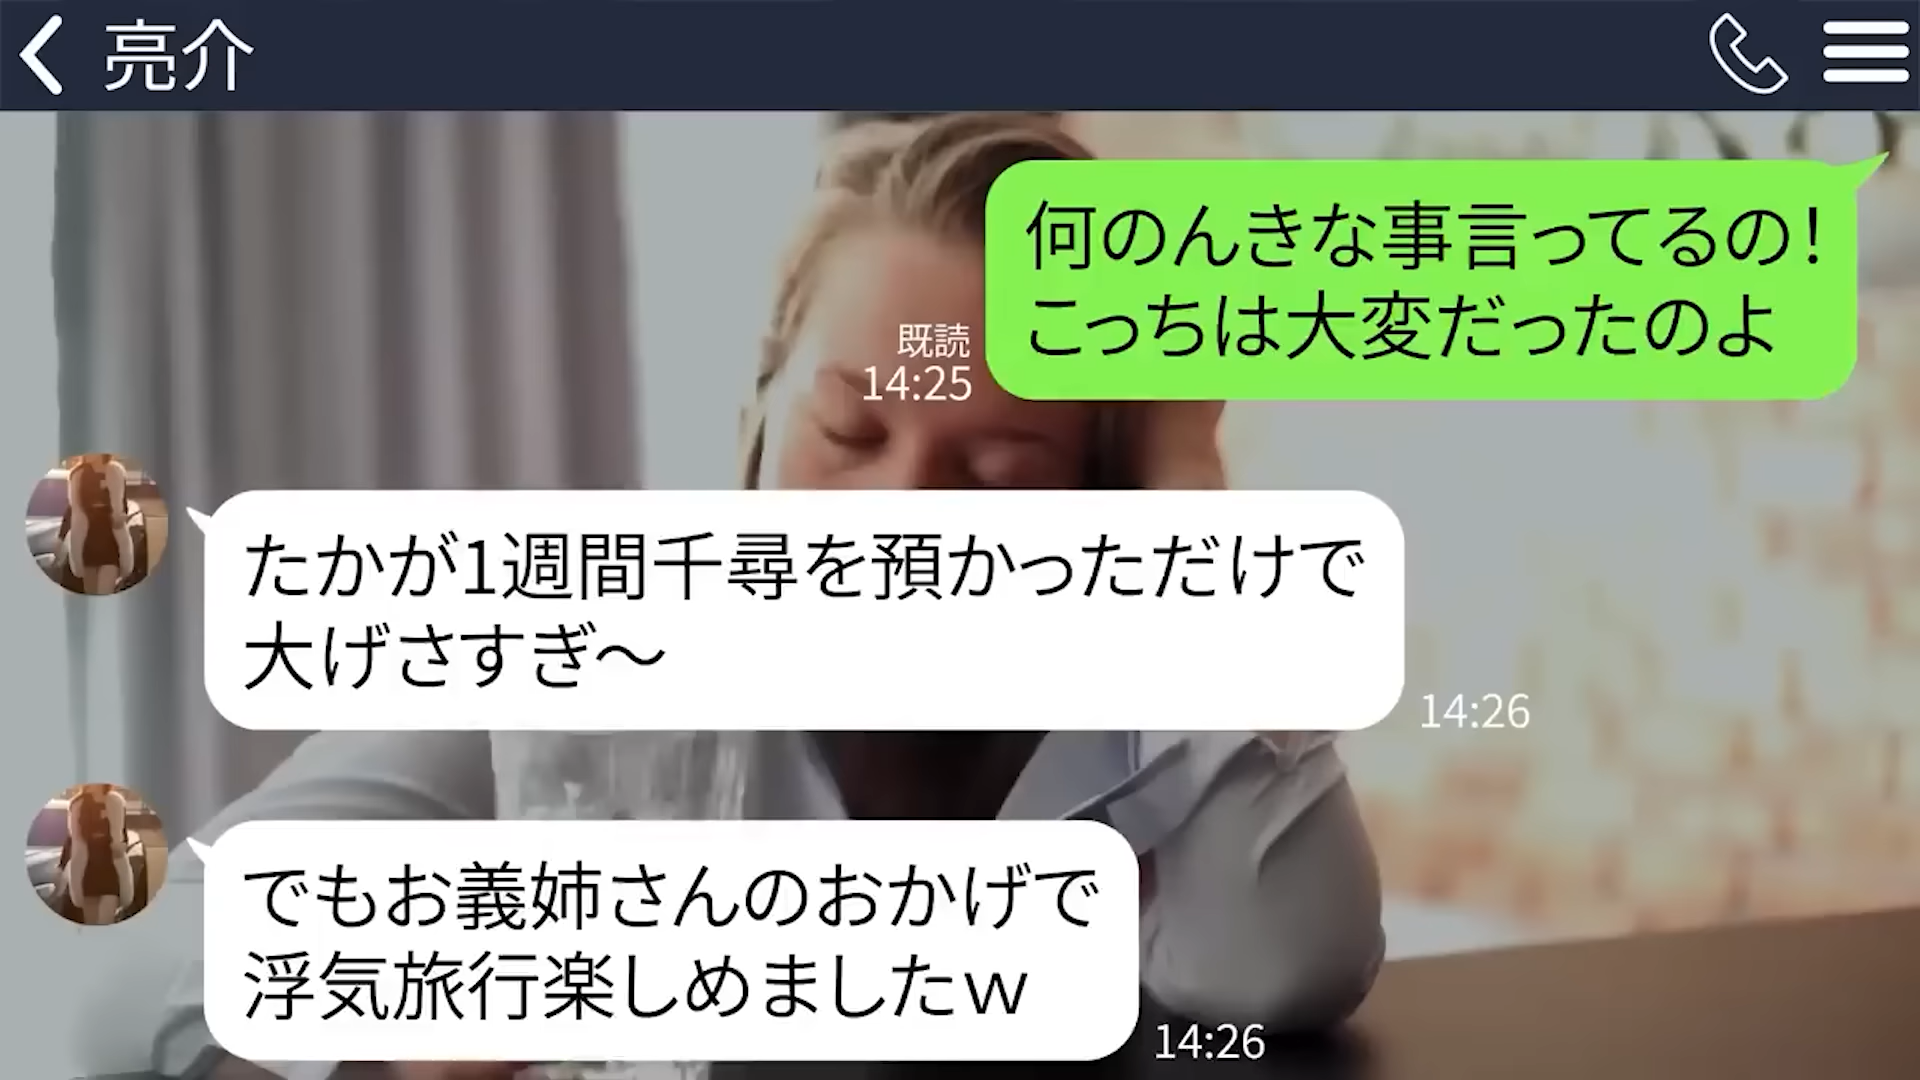 亮介
何のんきな事言ってるの！
こっちは大変だったのよ
既読
14:25
たかが1週間千尋を預かっただけで
大げさすぎ〜
14:26
でもお義姉さんのおかげで
浮気旅行楽しめましたｗ
14:26